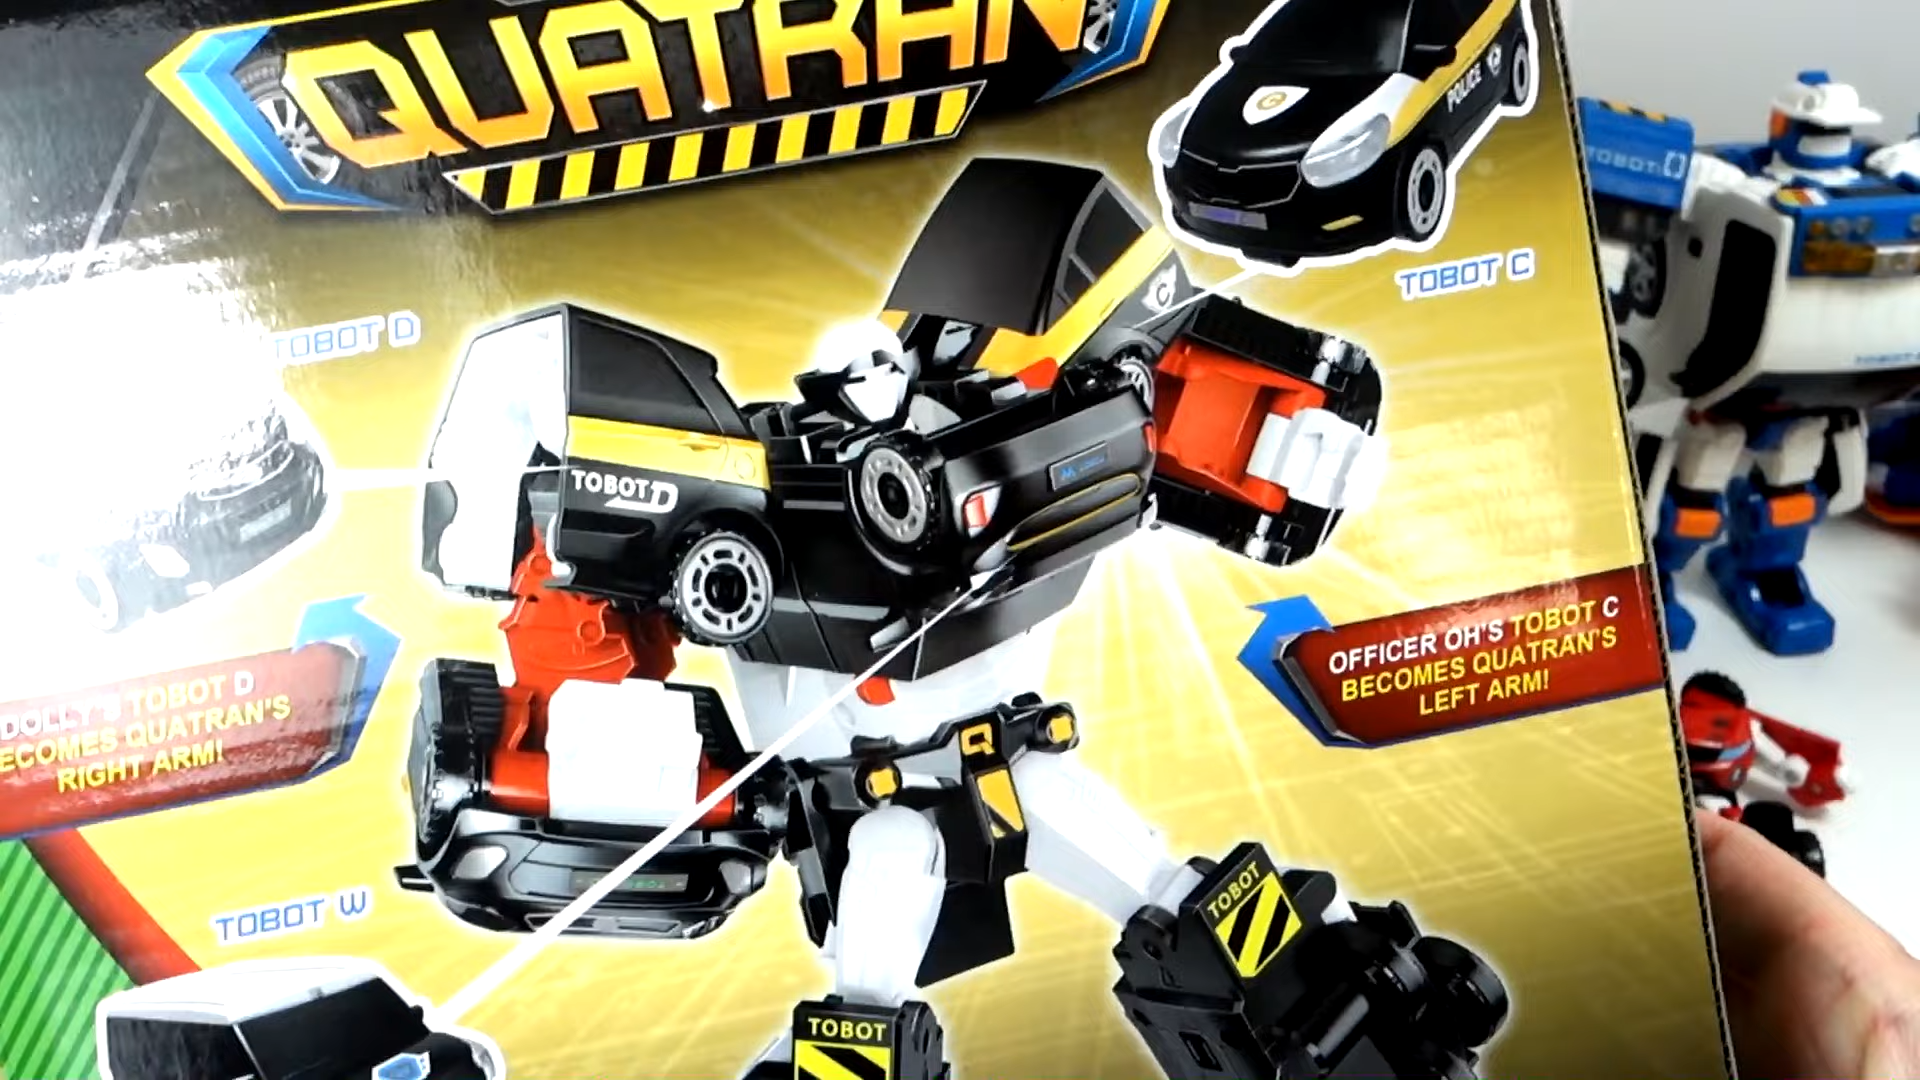 QUATRAN
POLICE
TOBOT C
TOBOT D
TOBOT D
TOBOT
OFFICER OH'S TOBOT C
BECOMES QUATRAN'S
LEFT ARM!
DOLLY'S TOBOT D
ECOMES QUATRAN'S
RIGHT ARM!
Q
TOBOT W
TOBOT
TOBOT